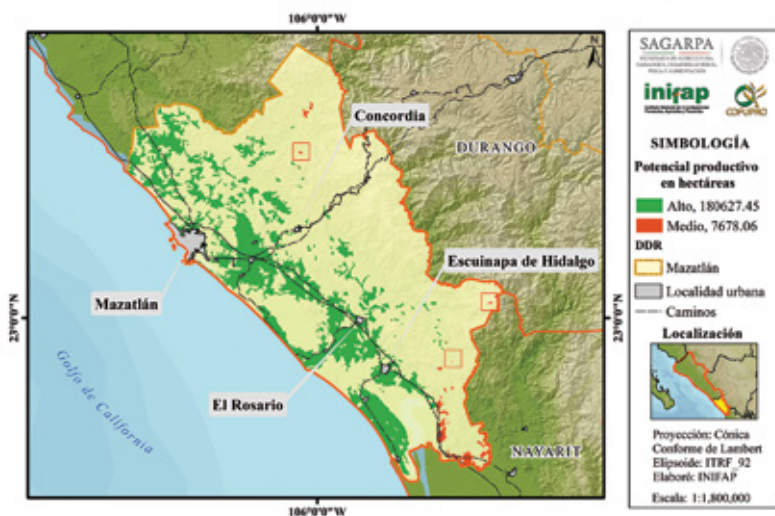 106°0'0"W
N
Concordia
DURANGO
Escuinapa de Hidalgo
Mazatlán
23°0'0"N
23°0'0"N
Golfo de California
El Rosario
NAYARIT
106°0'0"W
SAGARPA
inifap
COFUPRO
SIMBOLOGÍA
Potencial productivo
en hectáreas
Alto, 180627.45
Medio, 7678.06
DDR
Mazatlán
Localidad urbana
Caminos
Localización
Proyección: Cónica
Conforme de Lambert
Elipsoide: ITRF_92
Elaboró: INIFAP
Escala: 1:1,800,000